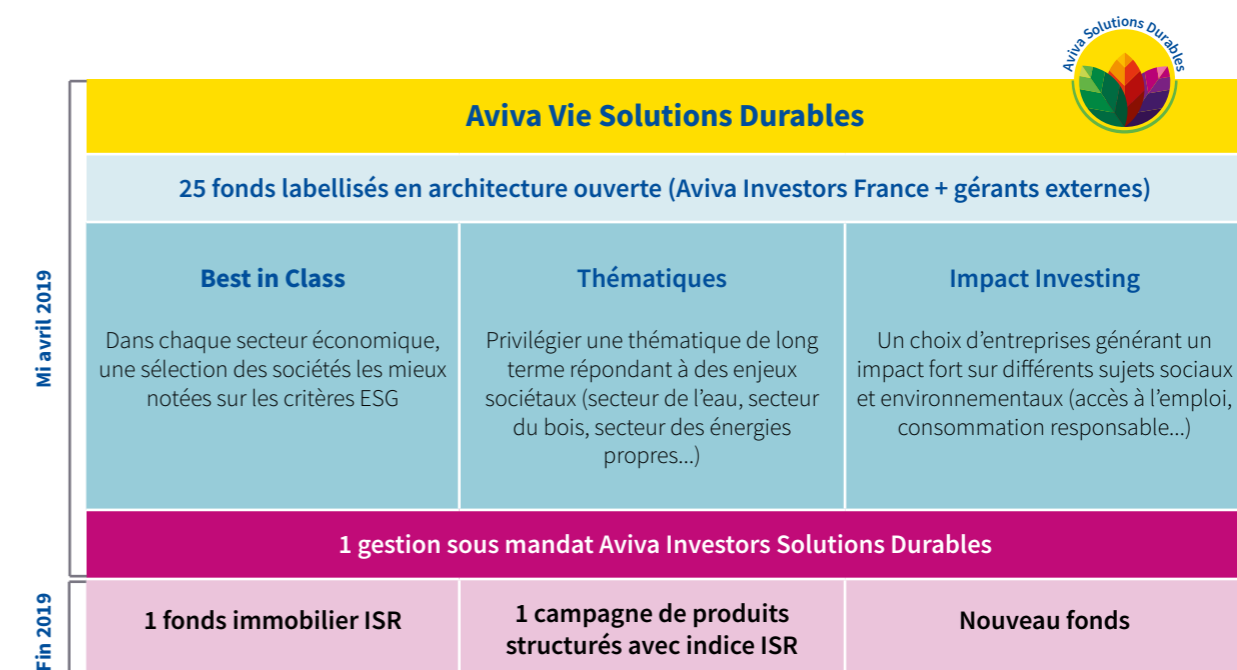 Aviva Solutions Durables
Aviva Vie Solutions Durables
25 fonds labellisés en architecture ouverte (Aviva Investors France + gérants externes)
Mi avril 2019
Best in Class
Dans chaque secteur économique,
une sélection des sociétés les mieux
notées sur les critères ESG
Thématiques
Privilégier une thématique de long
terme répondant à des enjeux
sociétaux (secteur de l'eau, secteur
du bois, secteur des énergies
propres...)
Impact Investing
Un choix d'entreprises générant un
impact fort sur différents sujets sociaux
et environnementaux (accès à l'emploi,
consommation responsable...)
1 gestion sous mandat Aviva Investors Solutions Durables
Fin 2019
1 fonds immobilier ISR
1 campagne de produits
structurés avec indice ISR
Nouveau fonds